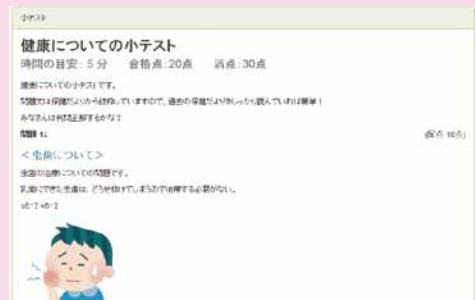 小テスト
健康についての小テスト
時間の目安: 5 分 合格点:20点 満点:30点
健康についての小テストです。
問題文は保健だよりから抜粋していますので、過去の保健だよりをしっかり読んでいれば簡単!
みなさんは何問正解するかな?
問題 1: (配点 10点)
<虫歯について>
虫歯の治療についての問題です。
乳歯にできた虫歯は、どうせ抜けてしまうので治療する必要がない。